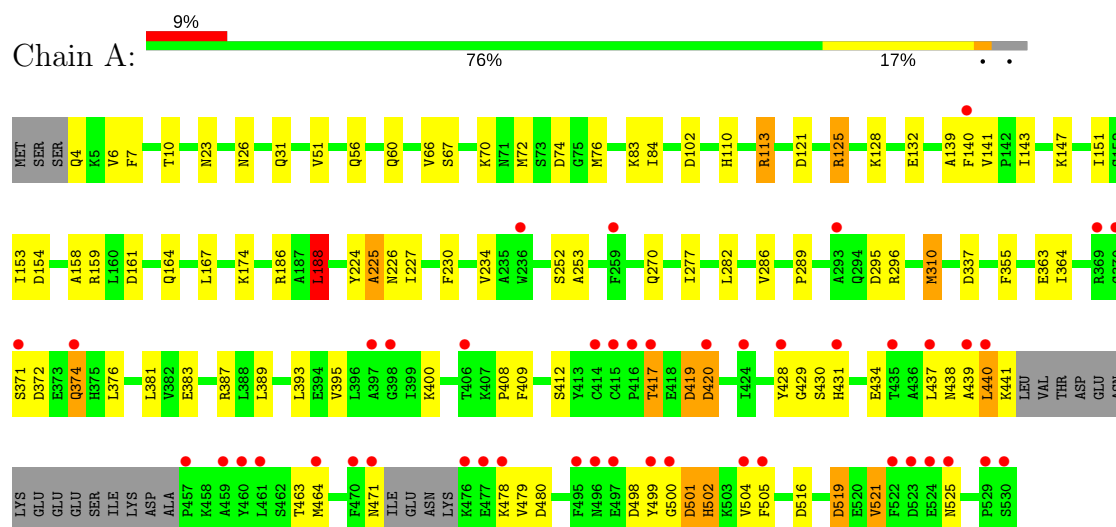 9%
Chain A:
76% 17% • •
MET SER SER Q4 K5 V6 F7 T10 N23 N26 Q31 V51 Q56 Q60 V66 S67 K70 N71 M72 S73 D74 G75 M76 K83 I84 D102 H110 R113 D121 R125 K128 E132 A139 F140 V141 P142 I143 K147 I151
I153 D154 A158 R159 L160 D161 Q164 L167 K174 R186 A187 L188 Y224 A225 N226 I227 F230 V234 A235 W236 S252 A253 F259 Q270 I277 L282 V286 P289 A293 Q294 D295 R296 M310 D337 F355 E363 I364 R369
S371 D372 E373 Q374 H375 L376 L381 V382 E383 R387 L388 L389 L393 E394 V395 L396 A397 G398 I399 K400 T406 K407 P408 F409 S412 Y413 C414 C415 P416 T417 E418 D419 D420 I424 Y428 G429 S430 H431 E434 T435 A436 L437 N438 A439 L440 K441 LEU VAL THR ASP GLU
LYS GLU GLU GLU SER ILE LYS ASP ALA P457 K458 A459 Y460 L461 S462 T463 M464 F470 N471 ILE GLU ASN LYS K476 E477 K478 V479 D480 F495 N496 E497 D498 Y499 G500 D501 H502 K503 V504 F505 D516 D519 E520 V521 F522 D523 E524 N525 P529 S530